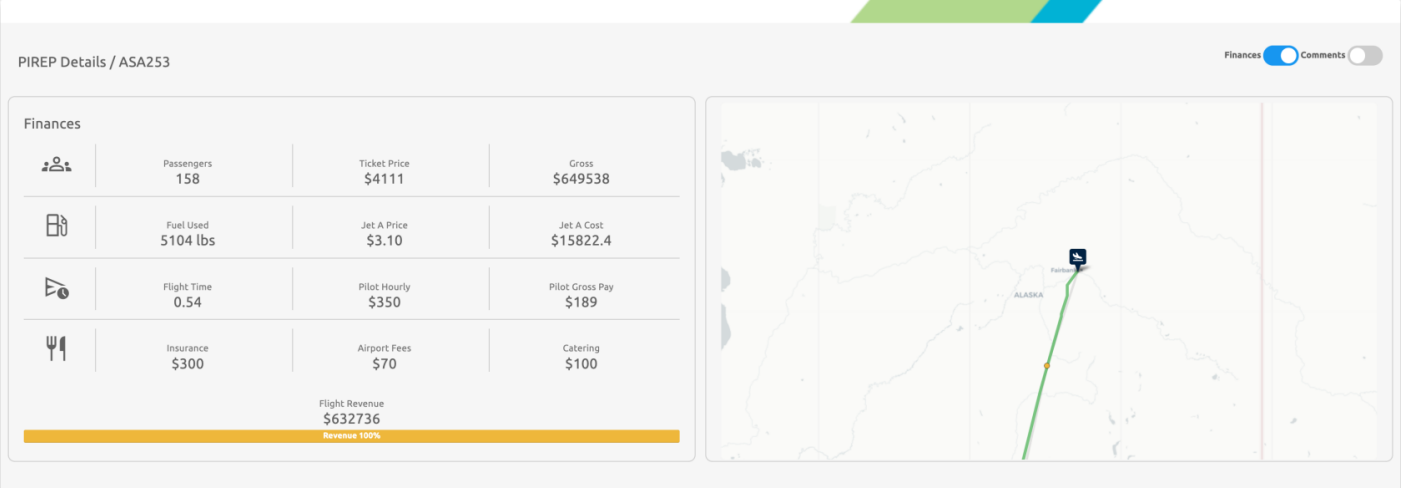 PIREP Details / ASA253
Finances
Comments
Finances
Passengers
158
Ticket Price
$4111
Gross
$649538
Fuel Used
5104 lbs
Jet A Price
$3.10
Jet A Cost
$15822.4
Flight Time
0.54
Pilot Hourly
$350
Pilot Gross Pay
$189
Insurance
$300
Airport Fees
$70
Catering
$100
Flight Revenue
$632736
Revenue 100%
ALASKA